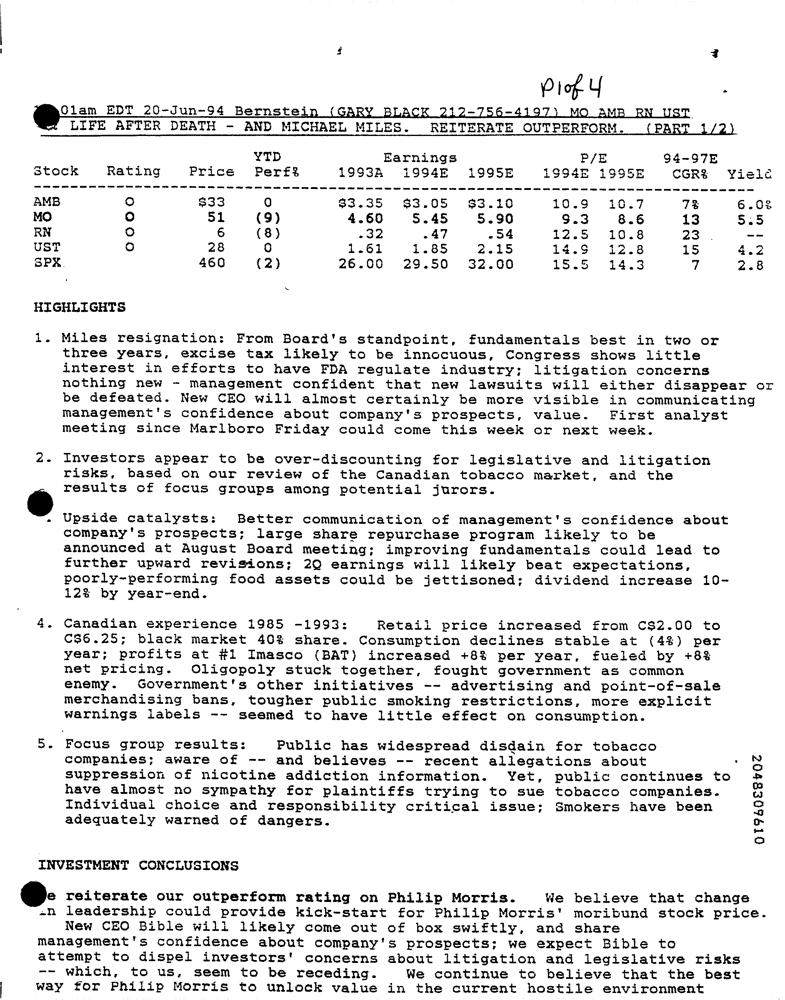 P1of4
01am EDT 20-Jun-94 Bernstein (GARY BLACK 212-756-4197) MO AMB RN UST
LIFE AFTER DEATH - AND MICHAEL MILES. REITERATE OUTPERFORM. (PART 1/2)
YTD Earnings P/E 94-97E
Stock Rating Price Perf% 1993A 1994E 1995E 1994E 1995E CGR% Yield
AMB O $33 0 $3.35 $3.05 $3.10 10.9 10.7 7% 6.0%
MO O 51 (9) 4.60 5.45 5.90 9.3 8.6 13 5.5
RN O 6 (8) .32 .47 .54 12.5 10.8 23 --
UST O 28 0 1.61 1.85 2.15 14.9 12.8 15 4.2
SPX 460 (2) 26.00 29.50 32.00 15.5 14.3 7 2.8
HIGHLIGHTS
1. Miles resignation: From Board's standpoint, fundamentals best in two or
three years, excise tax likely to be innocuous, Congress shows little
interest in efforts to have FDA regulate industry; litigation concerns
nothing new - management confident that new lawsuits will either disappear or
be defeated. New CEO will almost certainly be more visible in communicating
management's confidence about company's prospects, value. First analyst
meeting since Marlboro Friday could come this week or next week.
2. Investors appear to be over-discounting for legislative and litigation
risks, based on our review of the Canadian tobacco market, and the
results of focus groups among potential jurors.
. Upside catalysts: Better communication of management's confidence about
company's prospects; large share repurchase program likely to be
announced at August Board meeting; improving fundamentals could lead to
further upward revisions; 2Q earnings will likely beat expectations,
poorly-performing food assets could be jettisoned; dividend increase 10-
12% by year-end.
4. Canadian experience 1985 -1993: Retail price increased from C$2.00 to
C$6.25; black market 40% share. Consumption declines stable at (4%) per
year; profits at #1 Imasco (BAT) increased +8% per year, fueled by +8%
net pricing. Oligopoly stuck together, fought government as common
enemy. Government's other initiatives -- advertising and point-of-sale
merchandising bans, tougher public smoking restrictions, more explicit
warnings labels -- seemed to have little effect on consumption.
5. Focus group results: Public has widespread disdain for tobacco
companies; aware of -- and believes -- recent allegations about
suppression of nicotine addiction information. Yet, public continues to
have almost no sympathy for plaintiffs trying to sue tobacco companies.
Individual choice and responsibility critical issue; Smokers have been
adequately warned of dangers.
2048309610
INVESTMENT CONCLUSIONS
e reiterate our outperform rating on Philip Morris. We believe that change
in leadership could provide kick-start for Philip Morris' moribund stock price.
New CEO Bible will likely come out of box swiftly, and share
management's confidence about company's prospects; we expect Bible to
attempt to dispel investors' concerns about litigation and legislative risks
-- which, to us, seem to be receding. We continue to believe that the best
way for Philip Morris to unlock value in the current hostile environment